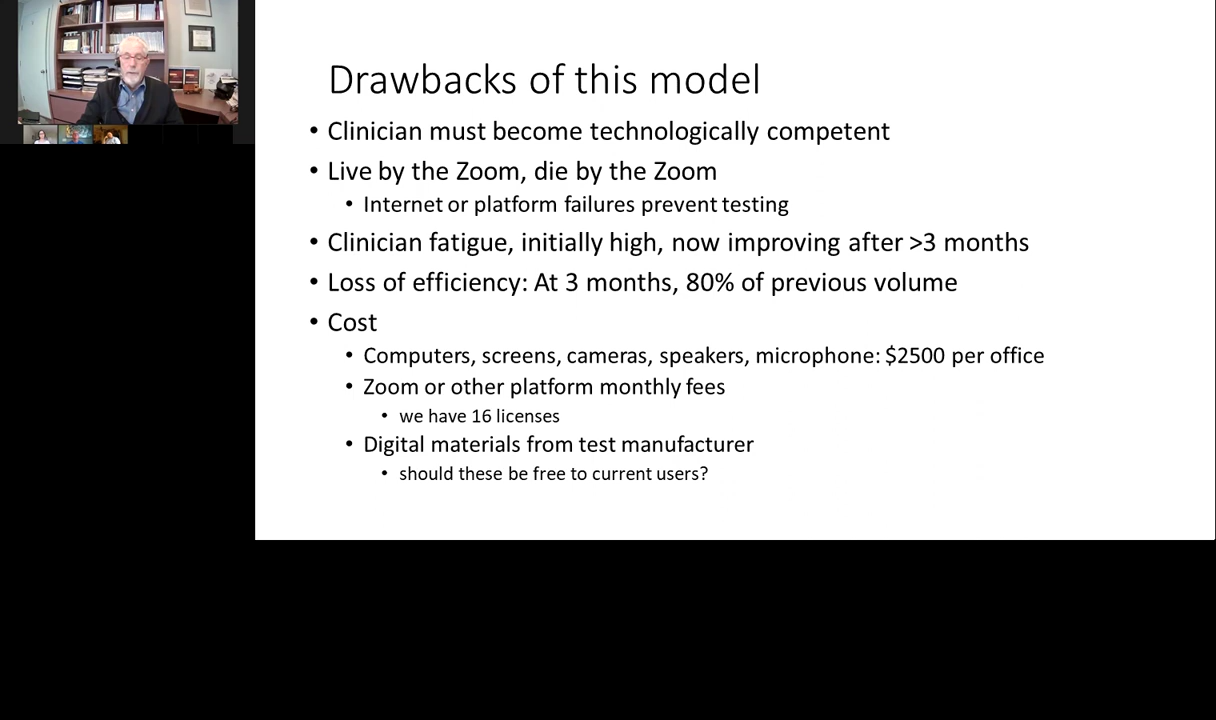 Drawbacks of this model
• Clinician must become technologically competent
• Live by the Zoom, die by the Zoom
• Internet or platform failures prevent testing
• Clinician fatigue, initially high, now improving after >3 months
• Loss of efficiency: At 3 months, 80% of previous volume
• Cost
• Computers, screens, cameras, speakers, microphone: $2500 per office
• Zoom or other platform monthly fees
• we have 16 licenses
• Digital materials from test manufacturer
• should these be free to current users?